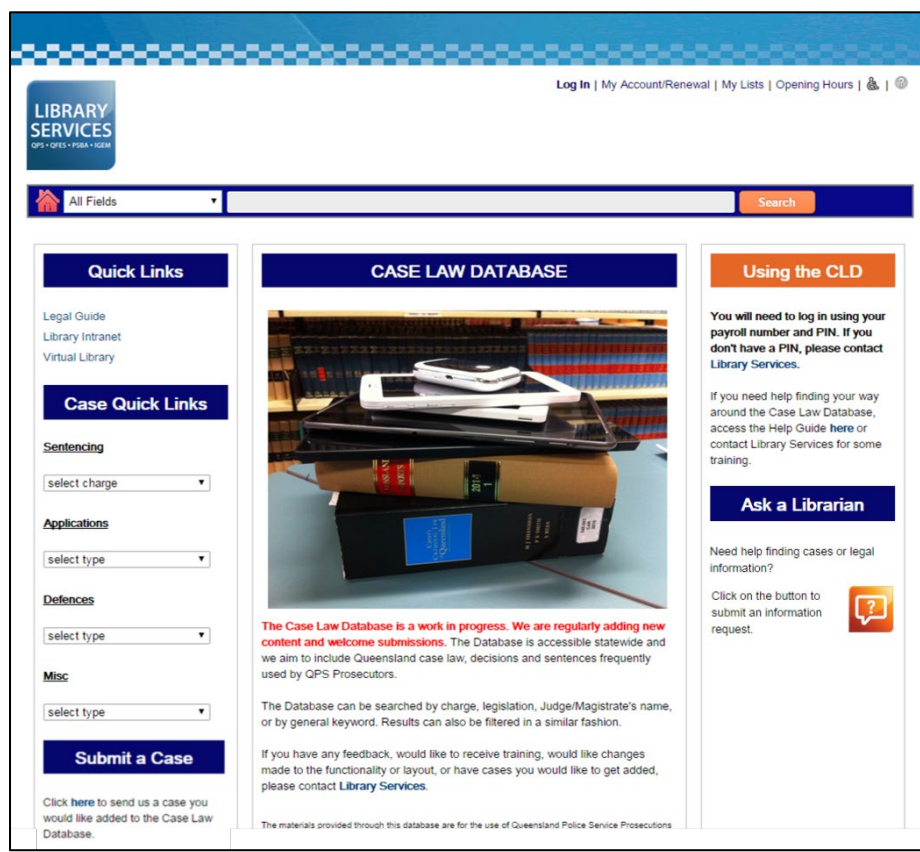 Log In | My Account/Renewal | My Lists | Opening Hours | |
LIBRARY
SERVICES
QPS • QFES • PSBA • IGEM
All Fields
Search
Quick Links
Legal Guide
Library Intranet
Virtual Library
Case Quick Links
Sentencing
select charge
Applications
select type
Defences
select type
Misc
select type
Submit a Case
Click here to send us a case you
would like added to the Case Law
Database.
CASE LAW DATABASE
2014
1
The Case Law Database is a work in progress. We are regularly adding new
content and welcome submissions. The Database is accessible statewide and
we aim to include Queensland case law, decisions and sentences frequently
used by QPS Prosecutors.
The Database can be searched by charge, legislation, Judge/Magistrate's name,
or by general keyword. Results can also be filtered in a similar fashion.
If you have any feedback, would like to receive training, would like changes
made to the functionality or layout, or have cases you would like to get added,
please contact Library Services.
The materials provided through this database are for the use of Queensland Police Service Prosecutions
Using the CLD
You will need to log in using your
payroll number and PIN. If you
don't have a PIN, please contact
Library Services.
If you need help finding your way
around the Case Law Database,
access the Help Guide here or
contact Library Services for some
training.
Ask a Librarian
Need help finding cases or legal
information?
Click on the button to
submit an information
request.
?